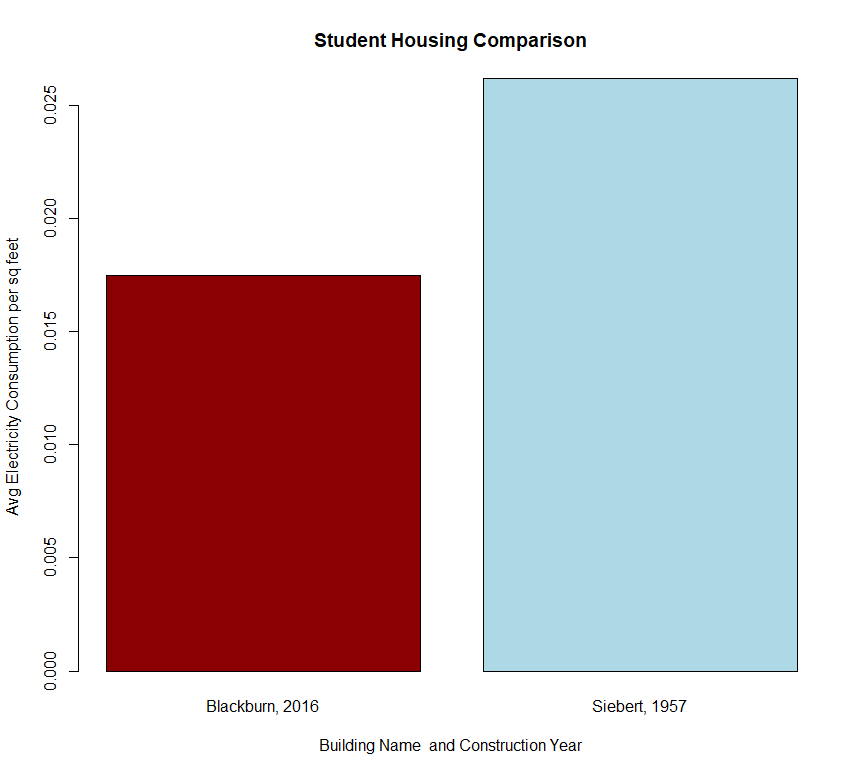 Student Housing Comparison
Avg Electricity Consumption per sq feet
0.025
0.020
0.015
0.010
0.005
0.000
Blackburn, 2016
Siebert, 1957
Building Name  and Construction Year